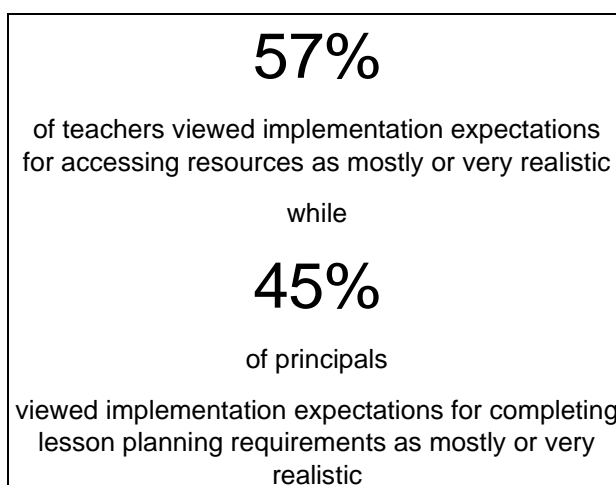 57%
of teachers viewed implementation expectations
for accessing resources as mostly or very realistic
while
45%
of principals
viewed implementation expectations for completing
lesson planning requirements as mostly or very
realistic